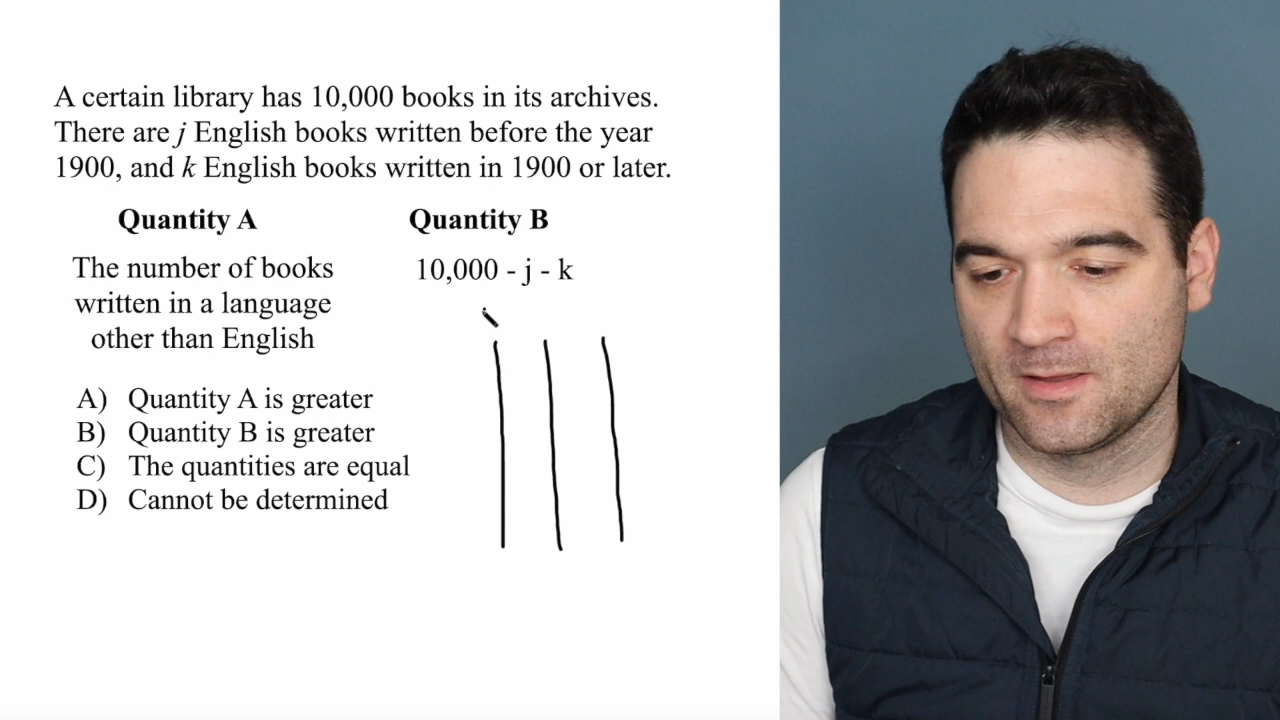 A certain library has 10,000 books in its archives.
There are j English books written before the year
1900, and k English books written in 1900 or later.
Quantity A Quantity B
The number of books 10,000 - j - k
written in a language
other than English
A) Quantity A is greater
B) Quantity B is greater
C) The quantities are equal
D) Cannot be determined